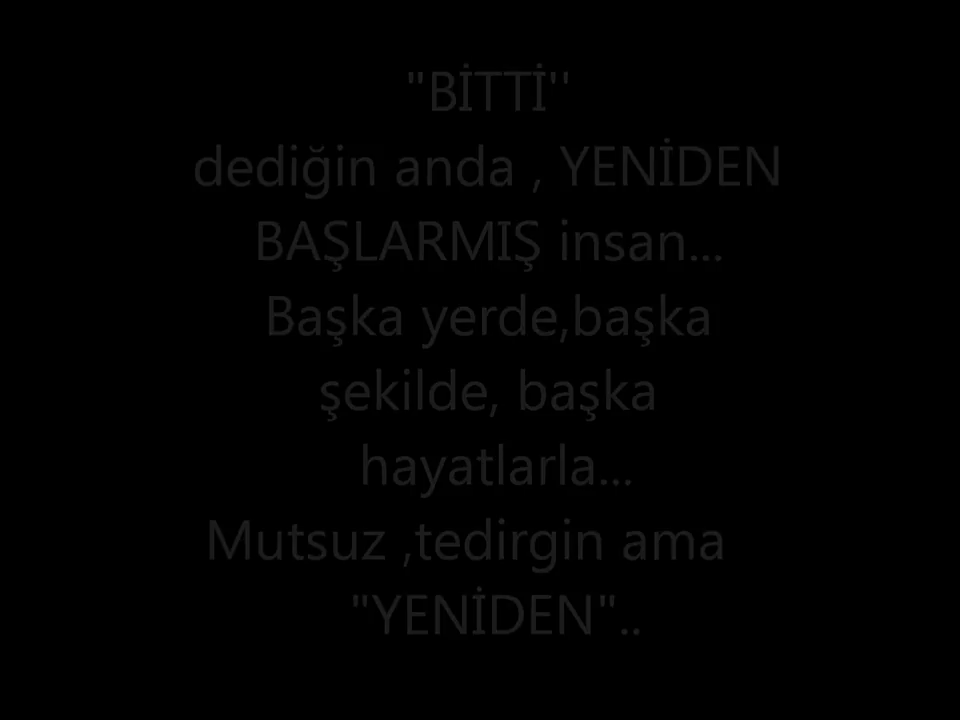 "BİTTİ''
dediğin anda , YENİDEN
BAŞLARMIŞ insan...
Başka yerde,başka
şekilde, başka
hayatlarla...
Mutsuz ,tedirgin ama
"YENİDEN"..